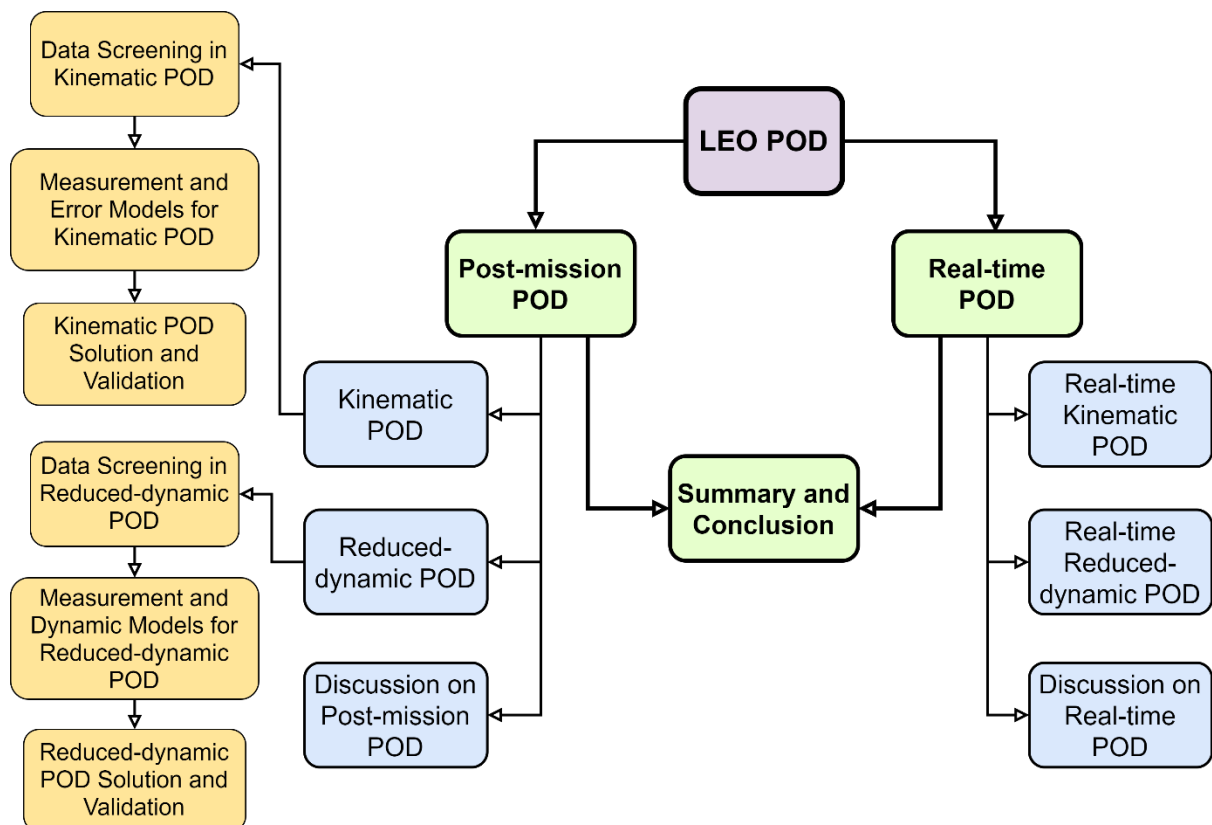 LEO POD
Post-mission
POD
Real-time
POD
Summary and
Conclusion
Kinematic
POD
Reduced-
dynamic POD
Discussion on
Post-mission
POD
Real-time
Kinematic
POD
Real-time
Reduced-
dynamic POD
Discussion on
Real-time
POD
Data Screening in
Kinematic POD
Measurement and
Error Models for
Kinematic POD
Kinematic POD
Solution and
Validation
Data Screening in
Reduced-dynamic
POD
Measurement and
Dynamic Models for
Reduced-dynamic
POD
Reduced-dynamic
POD Solution and
Validation